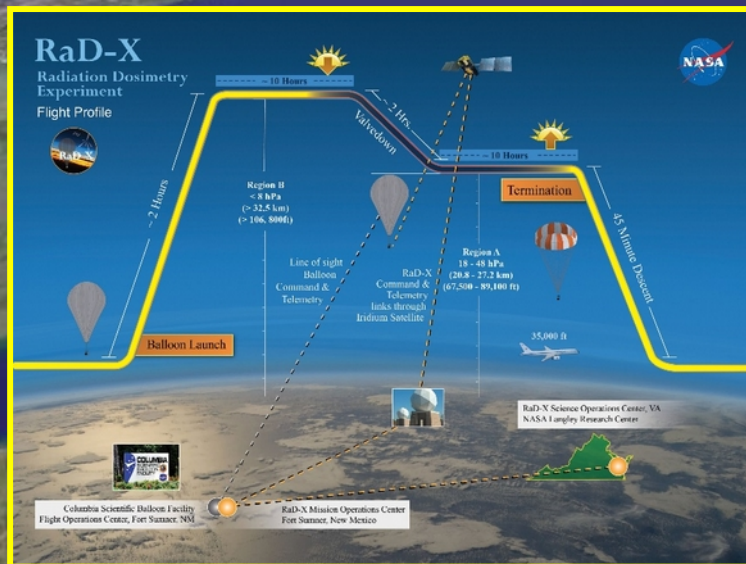 RaD-X
Radiation Dosimetry
Experiment
Flight Profile
RaD-X
NASA
~ 10 Hours
~ 2 Hrs.
Valvedown
~ 10 Hours
Termination
~ 2 Hours
Region B
< 8 hPa
(> 32.5 km)
(> 106, 800ft)
Line of sight
Balloon
Command &
Telemetry
RaD-X
Command &
Telemetry
links through
Iridium Satellite
Region A
18 - 48 hPa
(20.8 - 27.2 km)
(67,500 - 89,100 ft)
45 Minute Descent
35,000 ft
Balloon Launch
RaD-X Science Operations Center, VA
NASA Langley Research Center
COLUMBIA
Columbia Scientific Balloon Facility
Flight Operations Center, Fort Sumner, NM
RaD-X Mission Operations Center
Fort Sumner, New Mexico